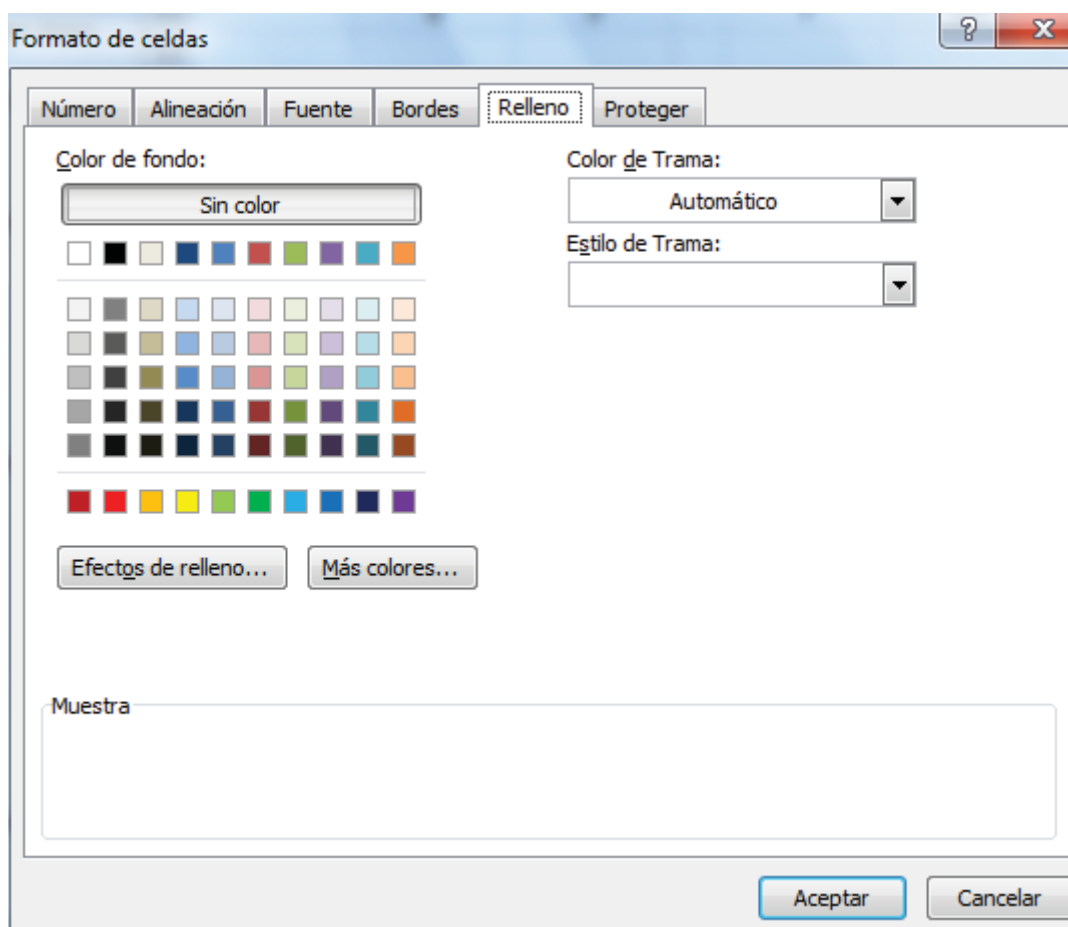 Formato de celdas
Número Alineación Fuente Bordes Relleno Proteger
Color de fondo:
Sin color
Color de Trama:
Automático
Estilo de Trama:
Efectos de relleno...
Más colores...
Muestra
Aceptar
Cancelar